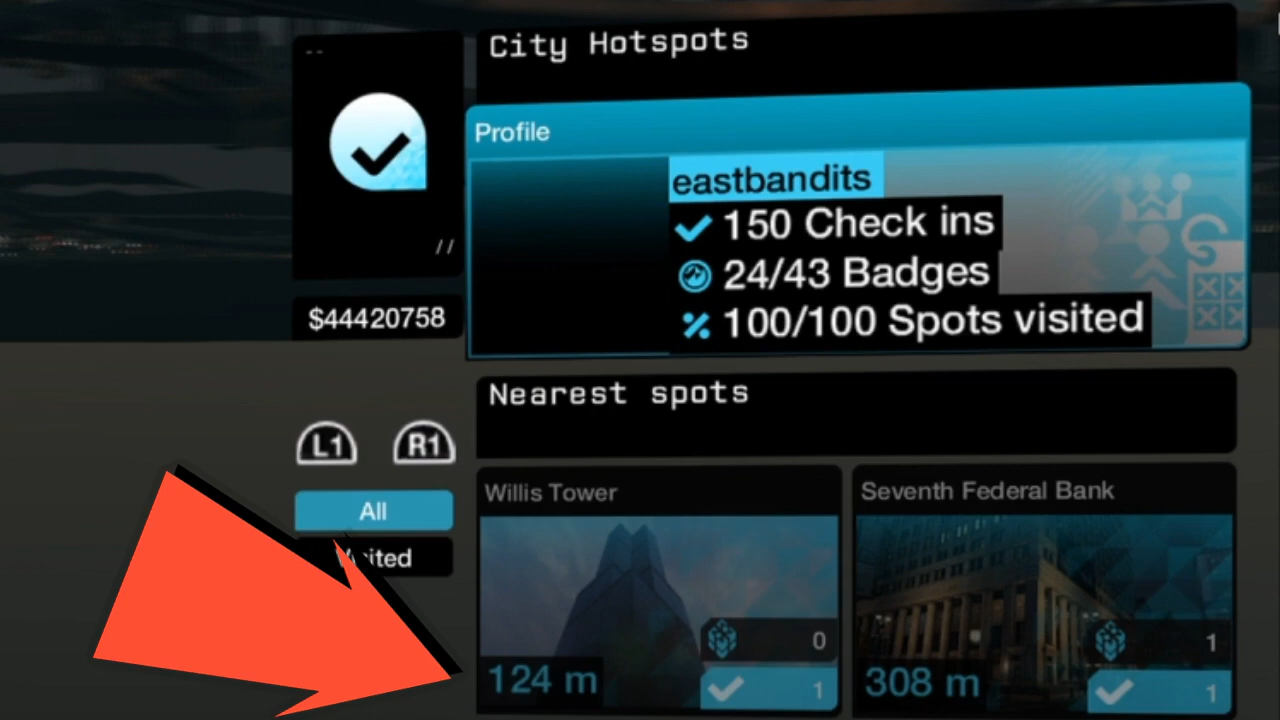 City Hotspots
Profile
eastbandits
150 Check ins
24/43 Badges
100/100 Spots visited
$44420758
Nearest spots
L1 R1
All
Willis Tower
0
124 m
1
Seventh Federal Bank
1
308 m
1